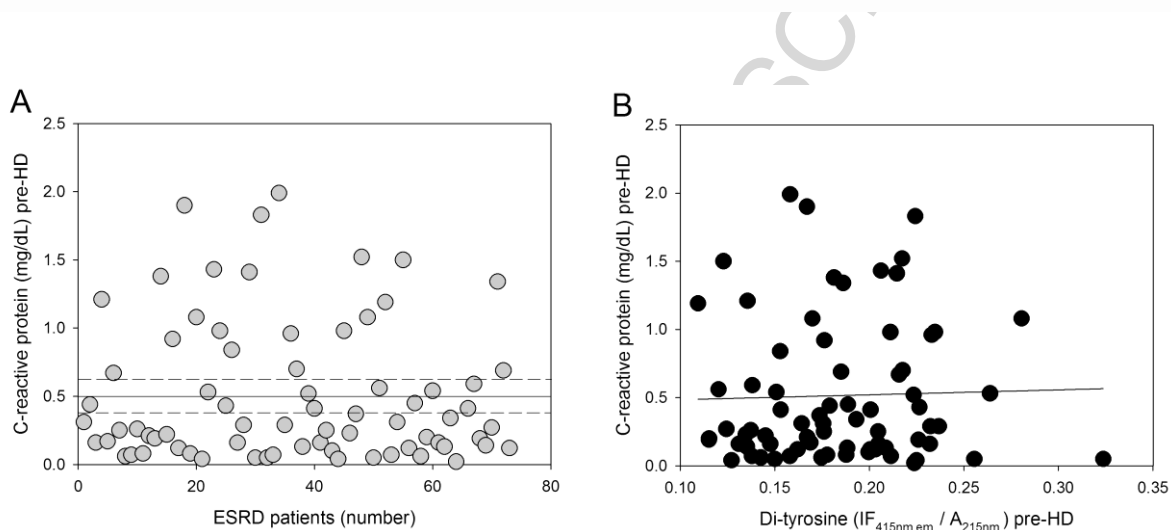 SC
A
B
2.5
2.0
1.5
1.0
0.5
0.0
C-reactive protein (mg/dL) pre-HD
0 20 40 60 80
ESRD patients (number)
2.5
2.0
1.5
1.0
0.5
0.0
C-reactive protein (mg/dL) pre-HD
0.10 0.15 0.20 0.25 0.30 0.35
Di-tyrosine (IF415nm em / A215nm) pre-HD